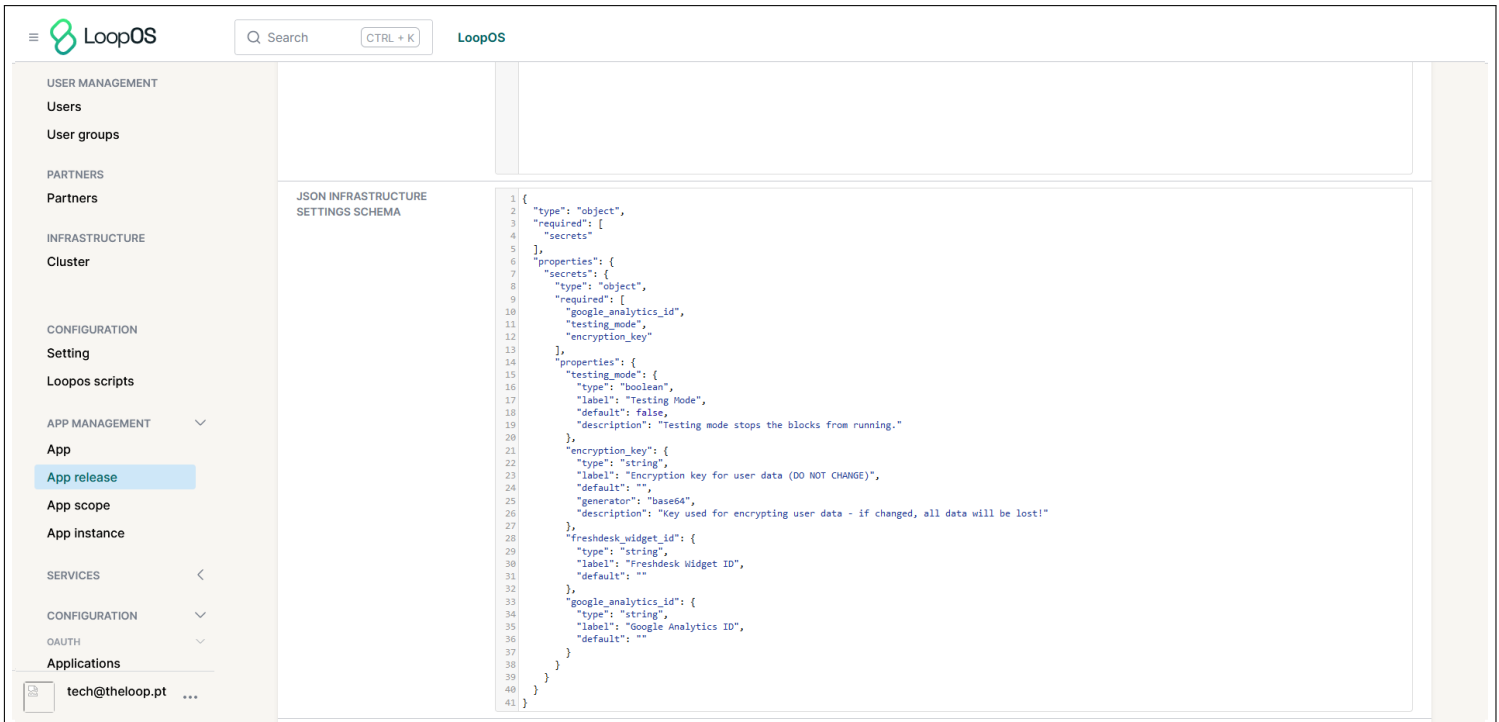 LoopOS
Search
CTRL + K
LoopOS
USER MANAGEMENT
Users
User groups
PARTNERS
Partners
INFRASTRUCTURE
Cluster
CONFIGURATION
Setting
Loopos scripts
APP MANAGEMENT
App
App release
App scope
App instance
SERVICES
CONFIGURATION
OAUTH
Applications
tech@theloop.pt
JSON INFRASTRUCTURE
SETTINGS SCHEMA
1 {
2 "type": "object",
3 "required": [
4 "secrets"
5 ],
6 "properties": {
7 "secrets": {
8 "type": "object",
9 "required": [
10 "google_analytics_id",
11 "testing_mode",
12 "encryption_key"
13 ],
14 "properties": {
15 "testing_mode": {
16 "type": "boolean",
17 "label": "Testing Mode",
18 "default": false,
19 "description": "Testing mode stops the blocks from running."
20 },
21 "encryption_key": {
22 "type": "string",
23 "label": "Encryption key for user data (DO NOT CHANGE)",
24 "default": "",
25 "generator": "base64",
26 "description": "Key used for encrypting user data - if changed, all data will be lost!"
27 },
28 "freshdesk_widget_id": {
29 "type": "string",
30 "label": "Freshdesk Widget ID",
31 "default": ""
32 },
33 "google_analytics_id": {
34 "type": "string",
35 "label": "Google Analytics ID",
36 "default": ""
37 }
38 }
39 }
40 }
41 }